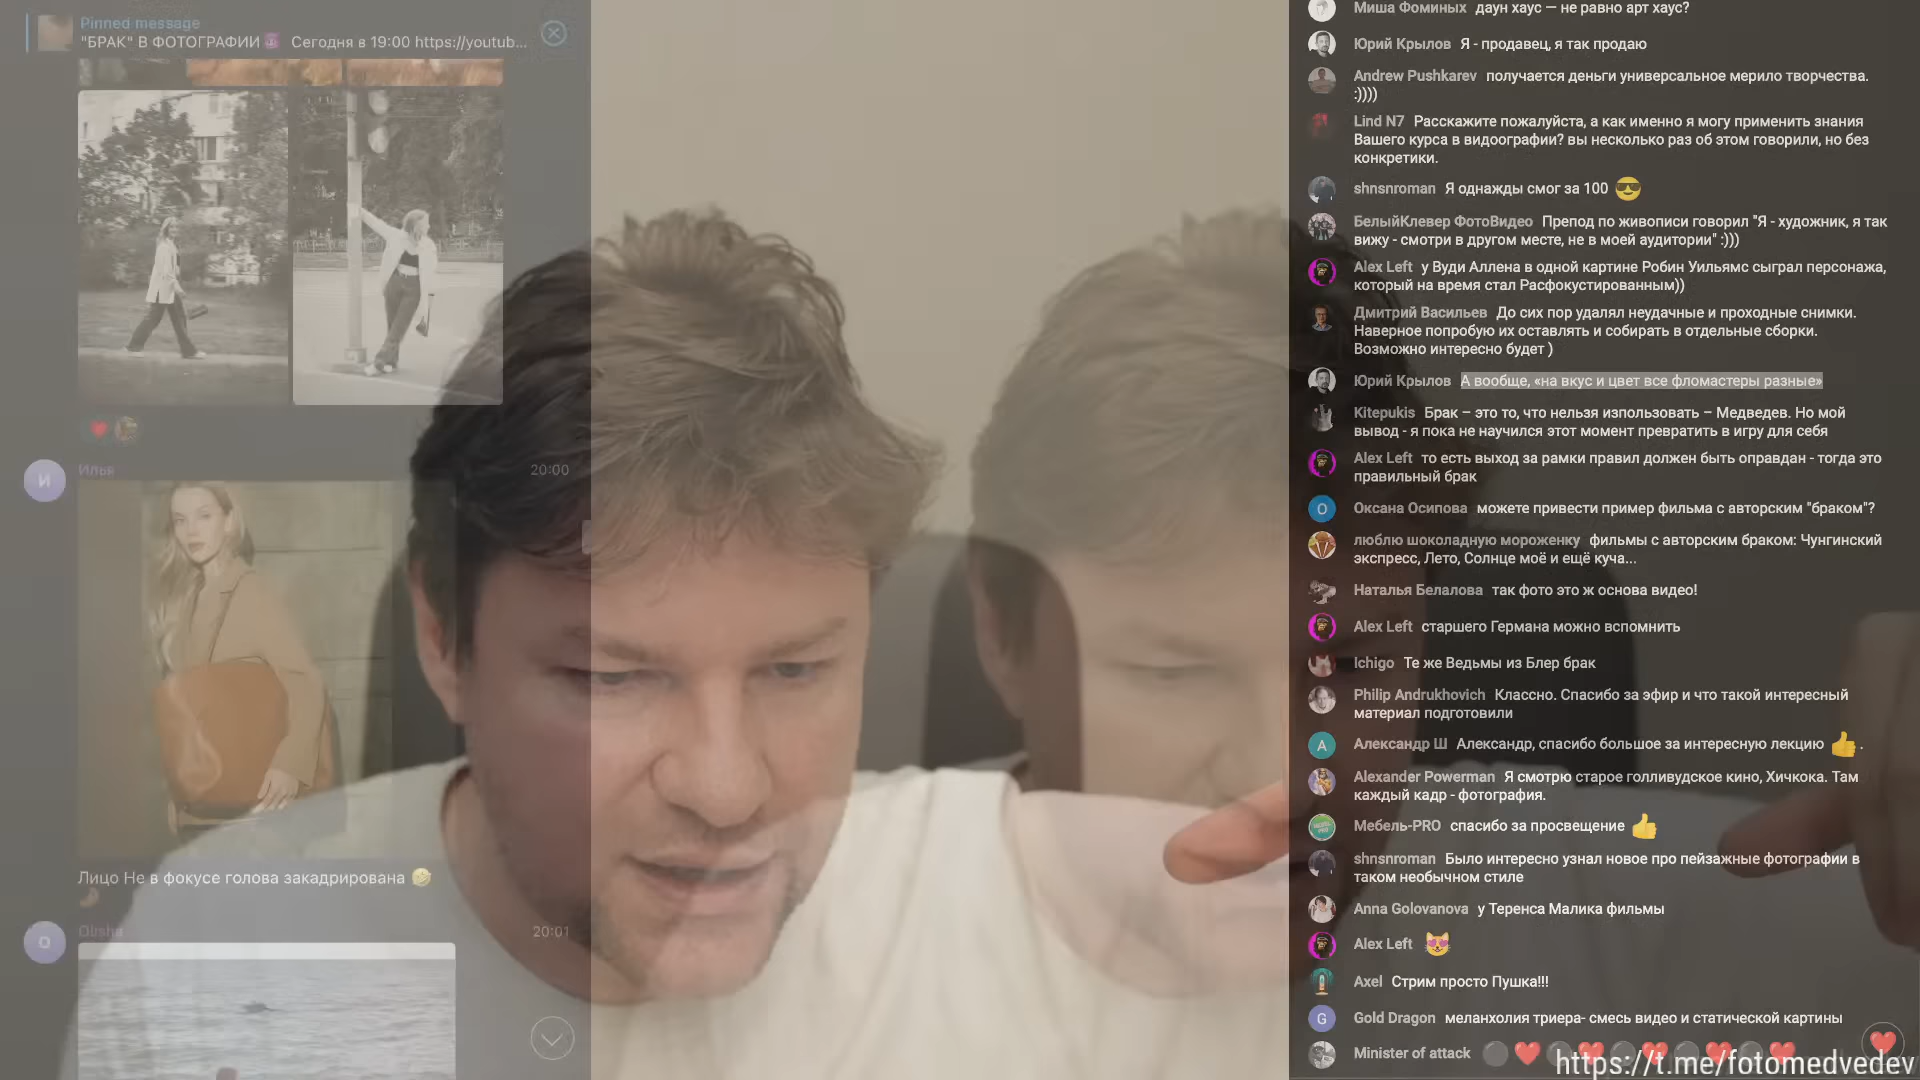 Pinned message
"БРАК" В ФОТОГРАФИИ Сегодня в 19:00 https://youtub...
Илья
20:00
И
Лицо Не в фокусе голова закадрирована 🤣
Olisha
20:01
O
Миша Фоминых даун хаус — не равно арт хаус?
Юрий Крылов Я - продавец, я так продаю
Andrew Pushkarev получается деньги универсальное мерило творчества.
:))))
Lind N7 Расскажите пожалуйста, а как именно я могу применить знания
Вашего курса в видоографии? вы несколько раз об этом говорили, но без
конкретики.
shnsnroman Я однажды смог за 100 😎
БелыйКлевер ФотоВидео Препод по живописи говорил "Я - художник, я так
вижу - смотри в другом месте, не в моей аудитории" :)))
Alex Left у Вуди Аллена в одной картине Робин Уильямс сыграл персонажа,
который на время стал Расфокустированным))
Дмитрий Васильев До сих пор удалял неудачные и проходные снимки.
Наверное попробую их оставлять и собирать в отдельные сборки.
Возможно интересно будет )
Юрий Крылов А вообще, «на вкус и цвет все фломастеры разные»
Kitepukis Брак – это то, что нельзя изпользовать – Медведев. Но мой
вывод - я пока не научился этот момент превратить в игру для себя
Alex Left то есть выход за рамки правил должен быть оправдан - тогда это
правильный брак
О
Оксана Осипова можете привести пример фильма с авторским "браком"?
люблю шоколадную мороженку фильмы с авторским браком: Чунгинский
экспресс, Лето, Солнце моё и ещё куча...
Наталья Белалова так фото это ж основа видео!
Alex Left старшего Германа можно вспомнить
Ichigo Те же Ведьмы из Блер брак
Philip Andrukhovich Классно. Спасибо за эфир и что такой интересный
материал подготовили
А
Александр Ш Александр, спасибо большое за интересную лекцию 👍 .
Alexander Powerman Я смотрю старое голливудское кино, Хичкока. Там
каждый кадр - фотография.
Мебель-PRO спасибо за просвещение 👍
shnsnroman Было интересно узнал новое про пейзажные фотографии в
таком необычном стиле
Anna Golovanova у Теренса Малика фильмы
Alex Left 😻
Axel Стрим просто Пушка!!!
G
Gold Dragon меланхолия триера- смесь видео и статической картины
Minister of attack
https://t.me/fotomedvedev